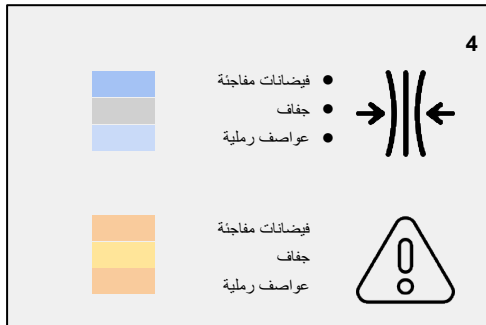 4
● فيضانات مفاجئة
● جفاف
● عواصف رملية
فيضانات مفاجئة
جفاف
عواصف رملية